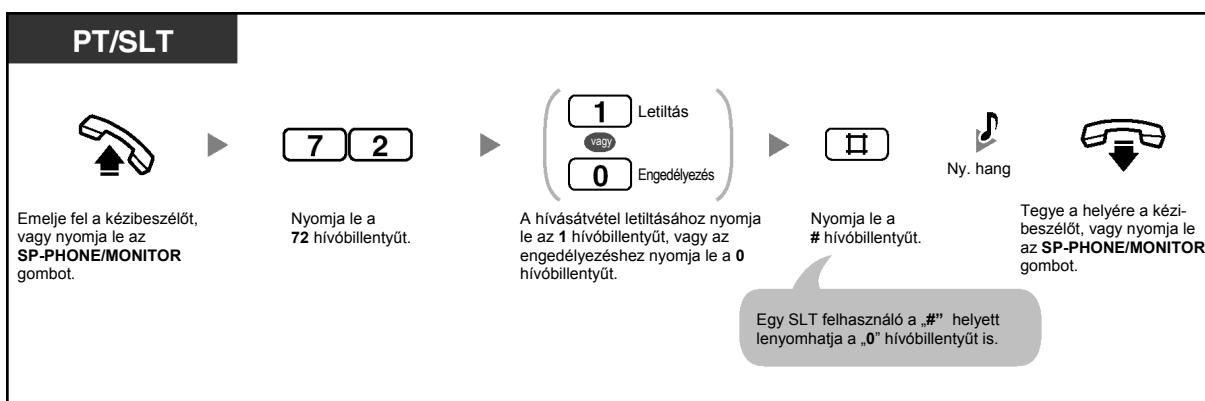 PT/SLT
7 2
1 Letiltás
vagy
0 Engedélyezés
#
Ny. hang
Emelje fel a kézibeszélőt,
vagy nyomja le az
SP-PHONE/MONITOR
gombot.
Nyomja le a
72 hívóbillentyűt.
A hívásátvétel letiltásához nyomja
le az 1 hívóbillentyűt, vagy az
engedélyezéshez nyomja le a 0
hívóbillentyűt.
Nyomja le a
# hívóbillentyűt.
Tegye a helyére a kézi-
beszélőt, vagy nyomja le
az SP-PHONE/MONITOR
gombot.
Egy SLT felhasználó a „#” helyett
lenyomhatja a „0” hívóbillentyűt is.